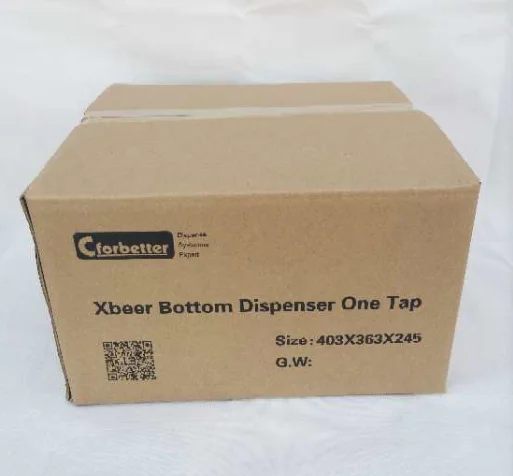 Cforbetter
Dispense
Systems
Expert
Xbeer Bottom Dispenser One Tap
Size:403X363X245
G.W: